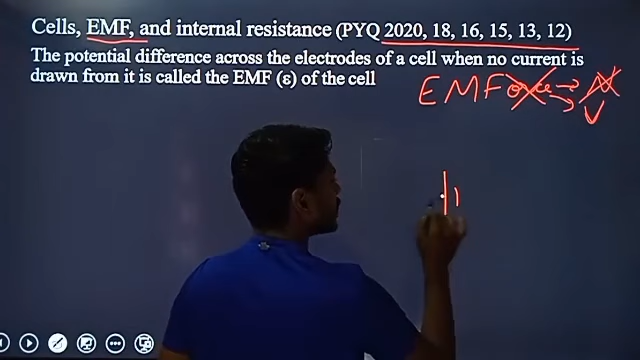 Cells, EMF, and internal resistance (PYQ 2020, 18, 16, 15, 13, 12)
The potential difference across the electrodes of a cell when no current is
drawn from it is called the EMF (ε) of the cell
EMF orce → N
V